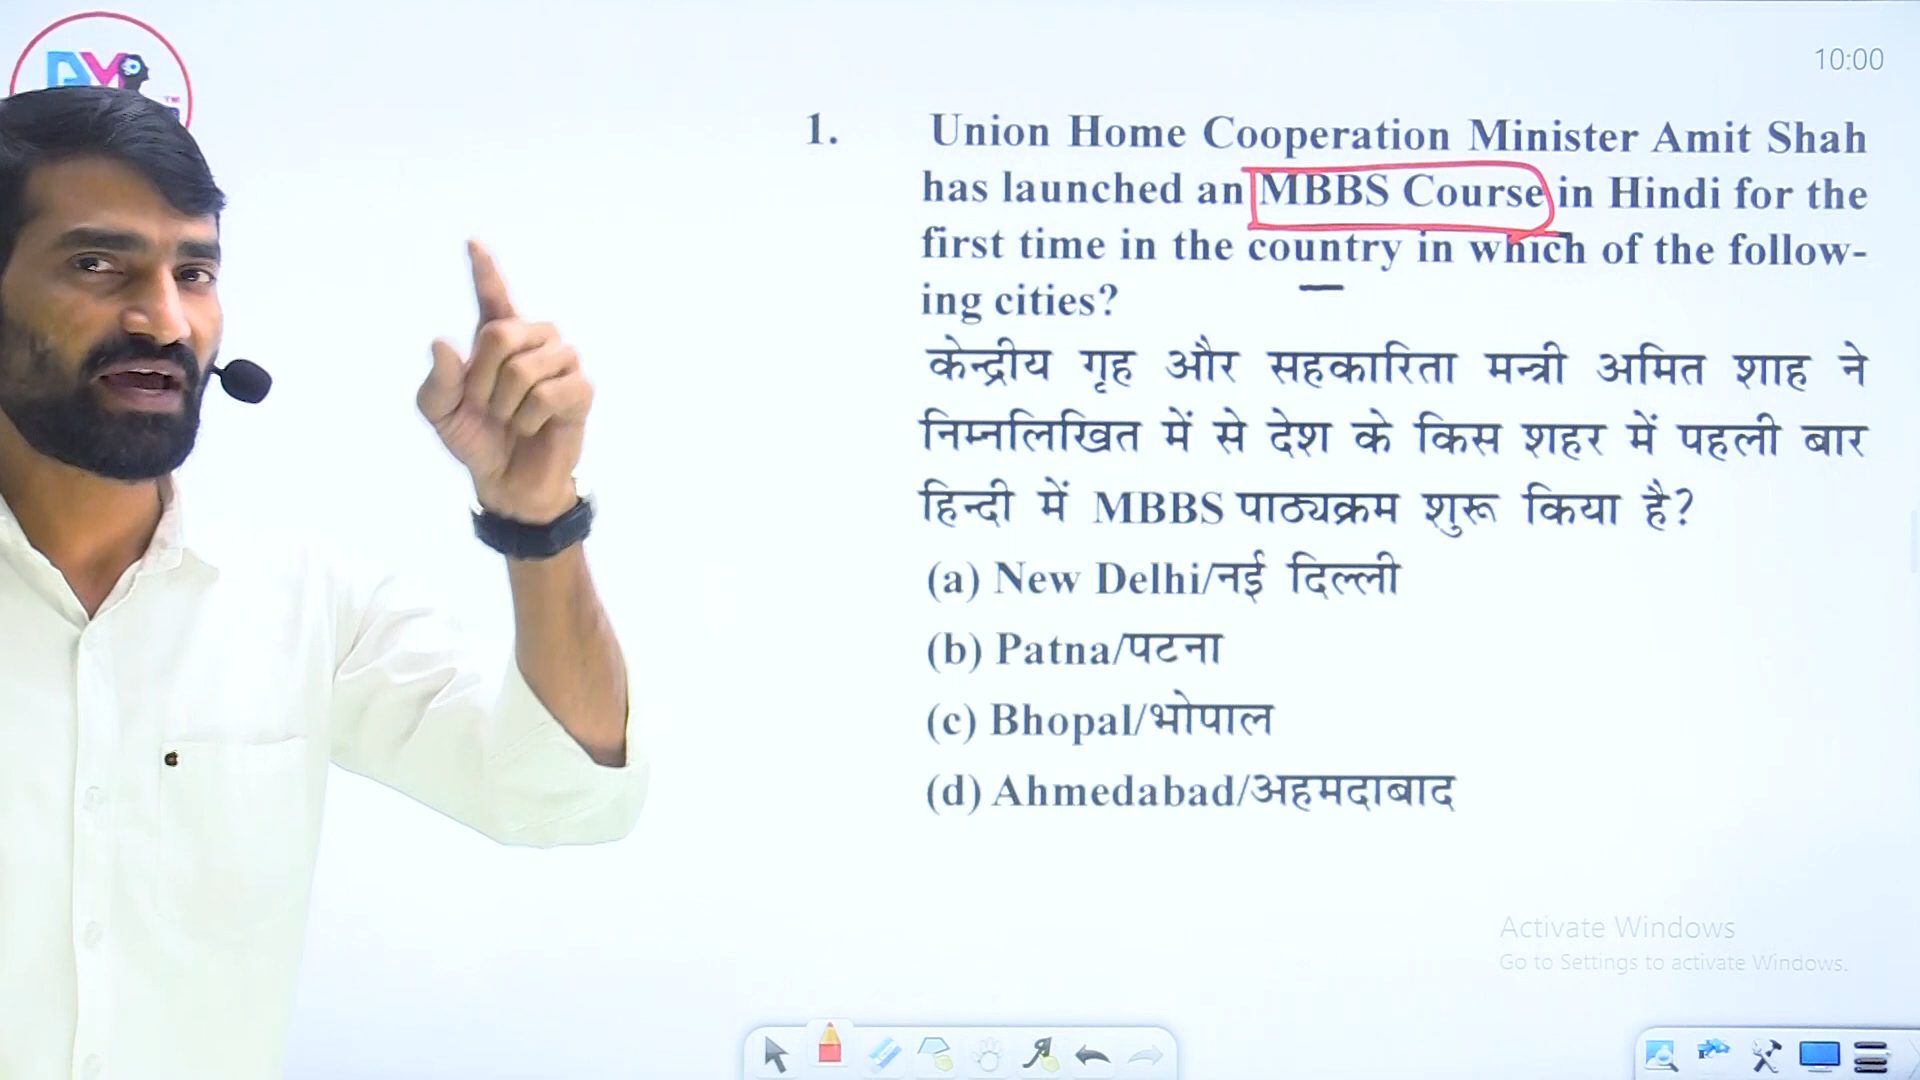 10:00
TM
1. Union Home Cooperation Minister Amit Shah
has launched an MBBS Course in Hindi for the
first time in the country in which of the follow-
ing cities?
केन्द्रीय गृह और सहकारिता मन्त्री अमित शाह ने
निम्नलिखित में से देश के किस शहर में पहली बार
हिन्दी में MBBS पाठ्यक्रम शुरू किया है?
(a) New Delhi/नई दिल्ली
(b) Patna/पटना
(c) Bhopal/भोपाल
(d) Ahmedabad/अहमदाबाद
Activate Windows
Go to Settings to activate Windows.